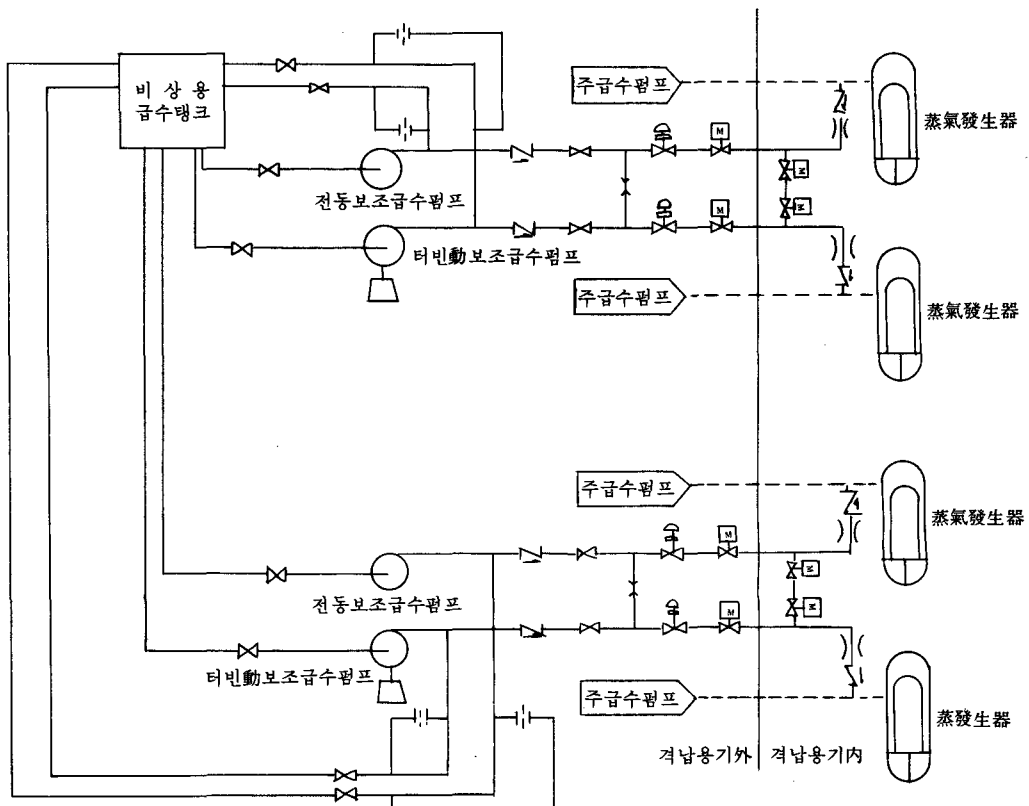 비상용
급수탱크
주급수펌프
蒸氣發生器
M
M
전동보조급수펌프
M
M
터빈動보조급수펌프
주급수펌프
蒸氣發生器
주급수펌프
蒸氣發生器
M
M
전동보조급수펌프
M
M
터빈動보조급수펌프
주급수펌프
蒸發生器
격납용기外
격납용기内